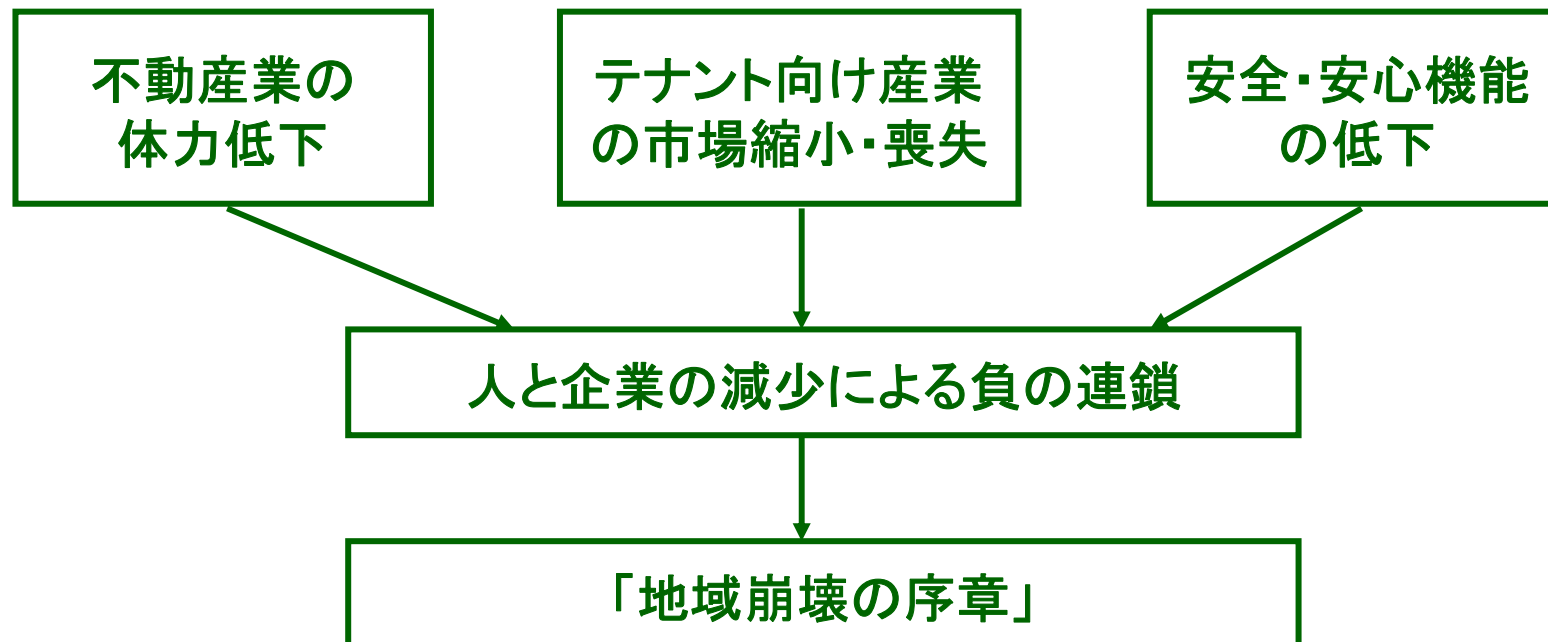 不動産業の
体力低下
テナント向け産業
の市場縮小・喪失
安全・安心機能
の低下
人と企業の減少による負の連鎖
「地域崩壊の序章」